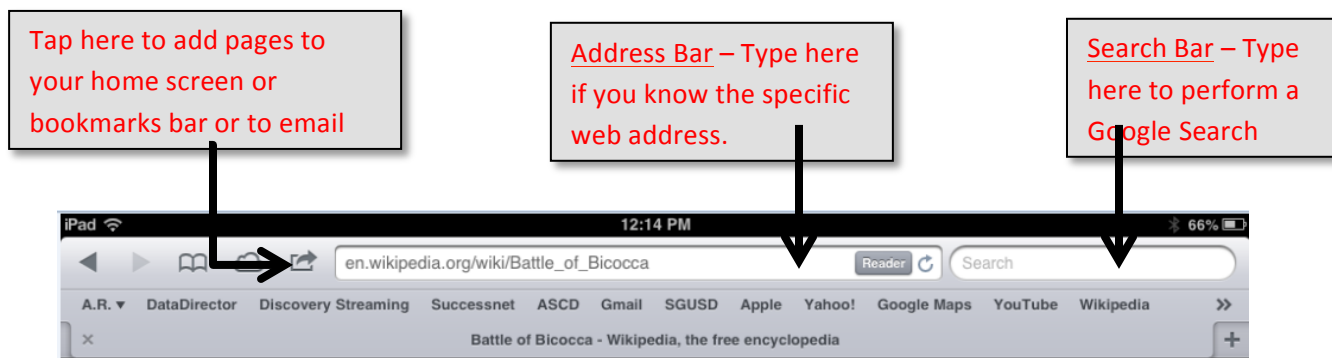 Tap here to add pages to
your home screen or
bookmarks bar or to email
Address Bar – Type here
if you know the specific
web address.
Search Bar – Type
here to perform a
Google Search
iPad 12:14 PM 66%
en.wikipedia.org/wiki/Battle_of_Bicocca Reader Search
A.R. DataDirector Discovery Streaming Successnet ASCD Gmail SGUSD Apple Yahoo! Google Maps YouTube Wikipedia
Battle of Bicocca - Wikipedia, the free encyclopedia